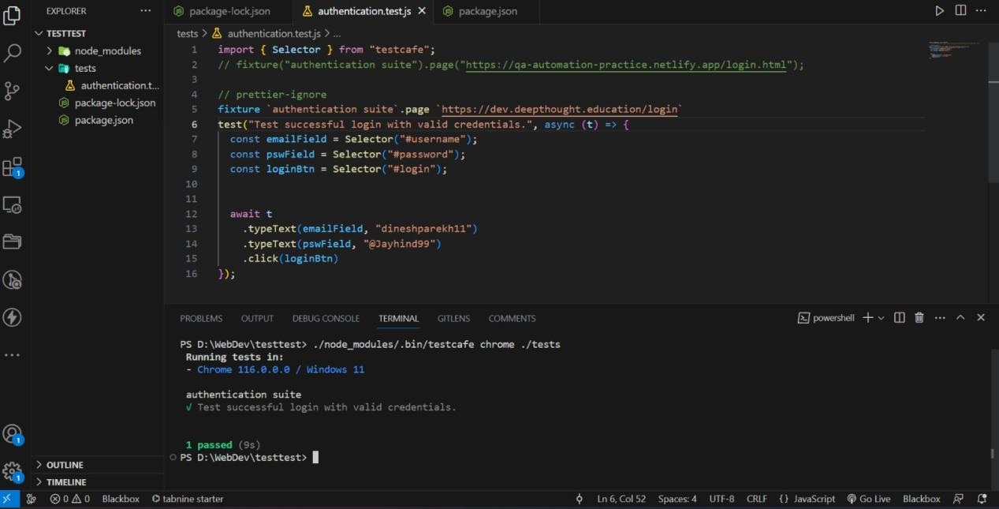 EXPLORER
package-lock.json
authentication.test.js
package.json
TESTTEST
node_modules
tests
authentication.t...
package-lock.json
package.json
tests > authentication.test.js > ...
1 import { Selector } from "testcafe";
2 // fixture("authentication suite").page("https://qa-automation-practice.netlify.app/login.html");
3
4 // prettier-ignore
5 fixture `authentication suite`.page `https://dev.deepthought.education/login`
6 test("Test successful login with valid credentials.", async (t) => {
7 const emailField = Selector("#username");
8 const pswField = Selector("#password");
9 const loginBtn = Selector("#login");
10
11
12 await t
13 .typeText(emailField, "dineshparekh11")
14 .typeText(pswField, "@Jayhind99")
15 .click(loginBtn)
16 });
PROBLEMS OUTPUT DEBUG CONSOLE TERMINAL GITLENS COMMENTS
powershell
PS D:\WebDev\testtest> ./node_modules/.bin/testcafe chrome ./tests
Running tests in:
- Chrome 116.0.0.0 / Windows 11
authentication suite
√ Test successful login with valid credentials.
1 passed (9s)
PS D:\WebDev\testtest>
1
1
1
OUTLINE
TIMELINE
0 0 Blackbox tabnine starter
Ln 6, Col 52 Spaces: 4 UTF-8 CRLF {} JavaScript Go Live Blackbox